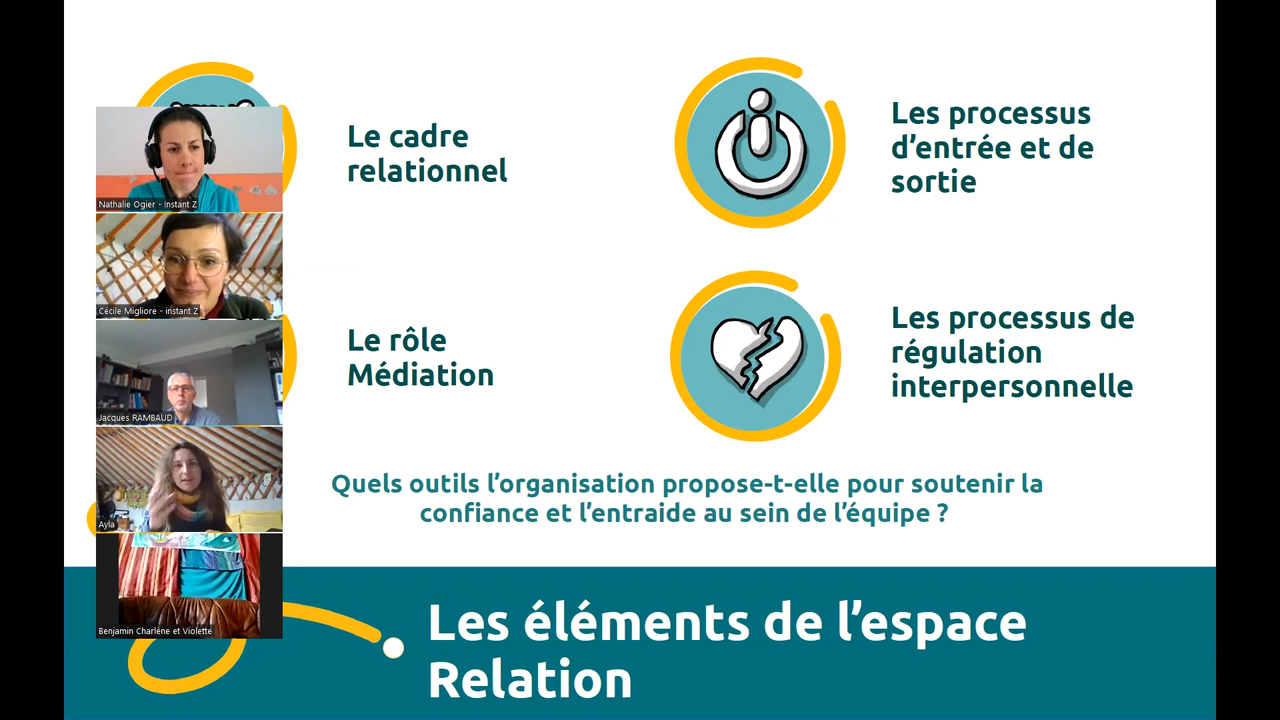 Le cadre
relationnel
Les processus
d'entrée et de
sortie
Le rôle
Médiation
Les processus de
régulation
interpersonnelle
Quels outils l'organisation propose-t-elle pour soutenir la
confiance et l'entraide au sein de l'équipe ?
Les éléments de l'espace
Relation
Nathalie Ogier - Instant Z
Cécile Migliore - instant Z
Jacques RAMBAUD
Ayla
Benjamin Charlène et Violette